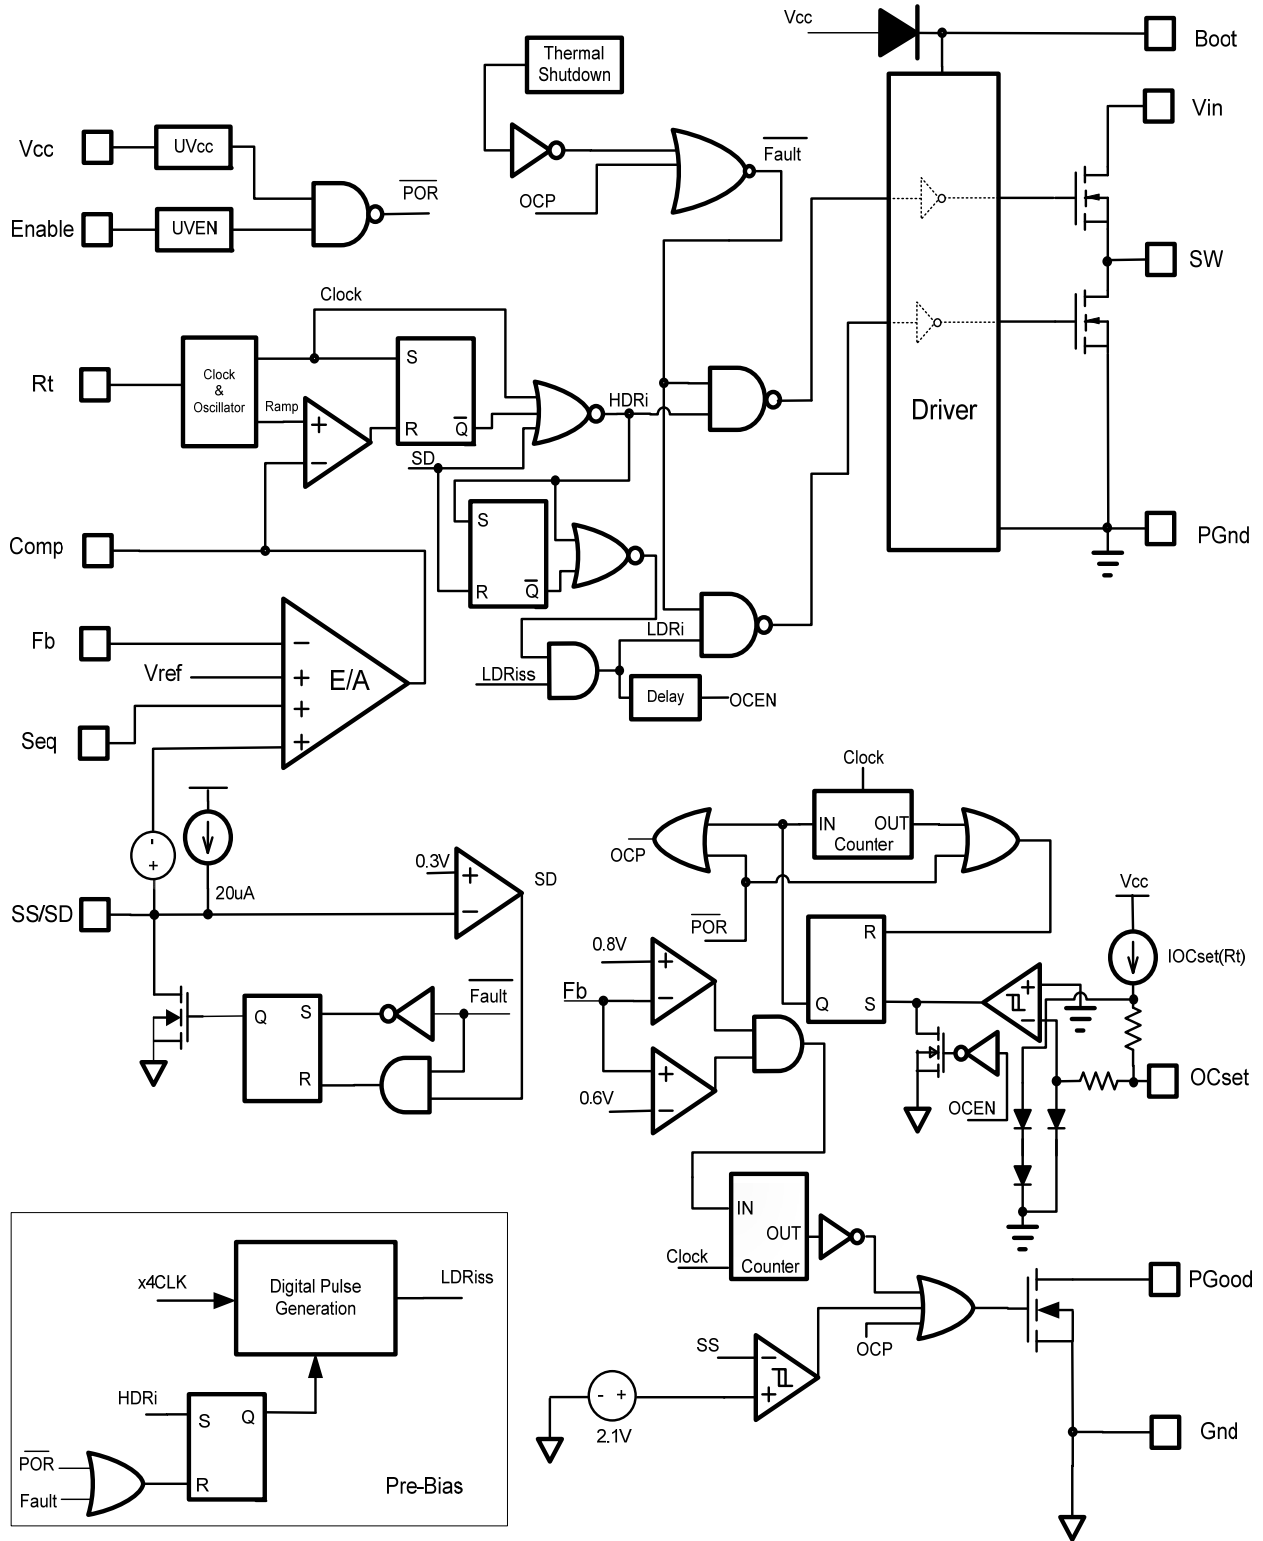 Vcc
Boot
Thermal
Shutdown
Vin
Vcc
UVcc
Fault
POR
OCP
Enable
UVEN
SW
Clock
Rt
Clock
&
Oscillator
Ramp
S
R
Q
HDRi
Driver
SD
S
R
Q
Comp
PGnd
Fb
Vref
E/A
Seq
LDRi
LDRiss
Delay
OCEN
Clock
IN
OUT
Counter
OCP
0.3V
SD
20uA
Vcc
SS/SD
POR
R
0.8V
IOCset(Rt)
Fb
Fault
Q
S
Q
S
R
OCset
0.6V
OCEN
IN
OUT
Clock
Counter
x4CLK
Digital Pulse
Generation
LDRiss
PGood
SS
OCP
HDRi
S
Q
2.1V
Gnd
POR
R
Fault
Pre-Bias